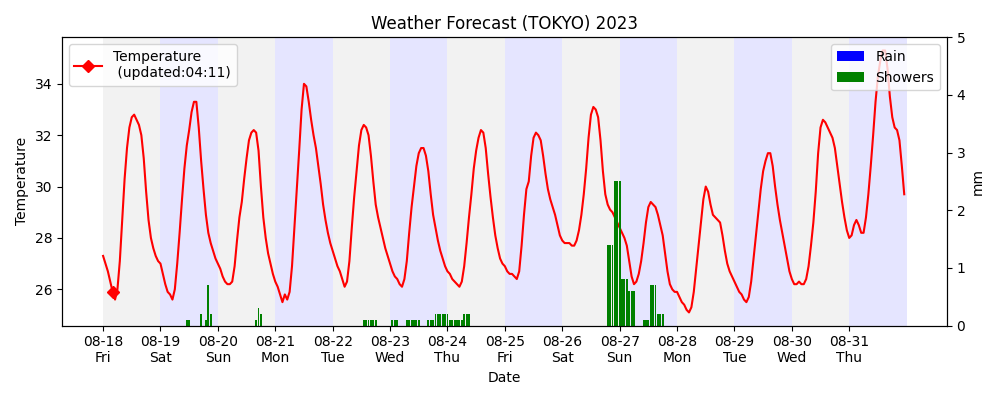 Weather Forecast (TOKYO) 2023
Temperature
(updated:04:11)
Rain
Showers
Temperature
34
32
30
28
26
5
4
3
2
1
0
mm
08-18 08-19 08-20 08-21 08-22 08-23 08-24 08-25 08-26 08-27 08-28 08-29 08-30 08-31
Fri Sat Sun Mon Tue Wed Thu Fri Sat Sun Mon Tue Wed Thu
Date